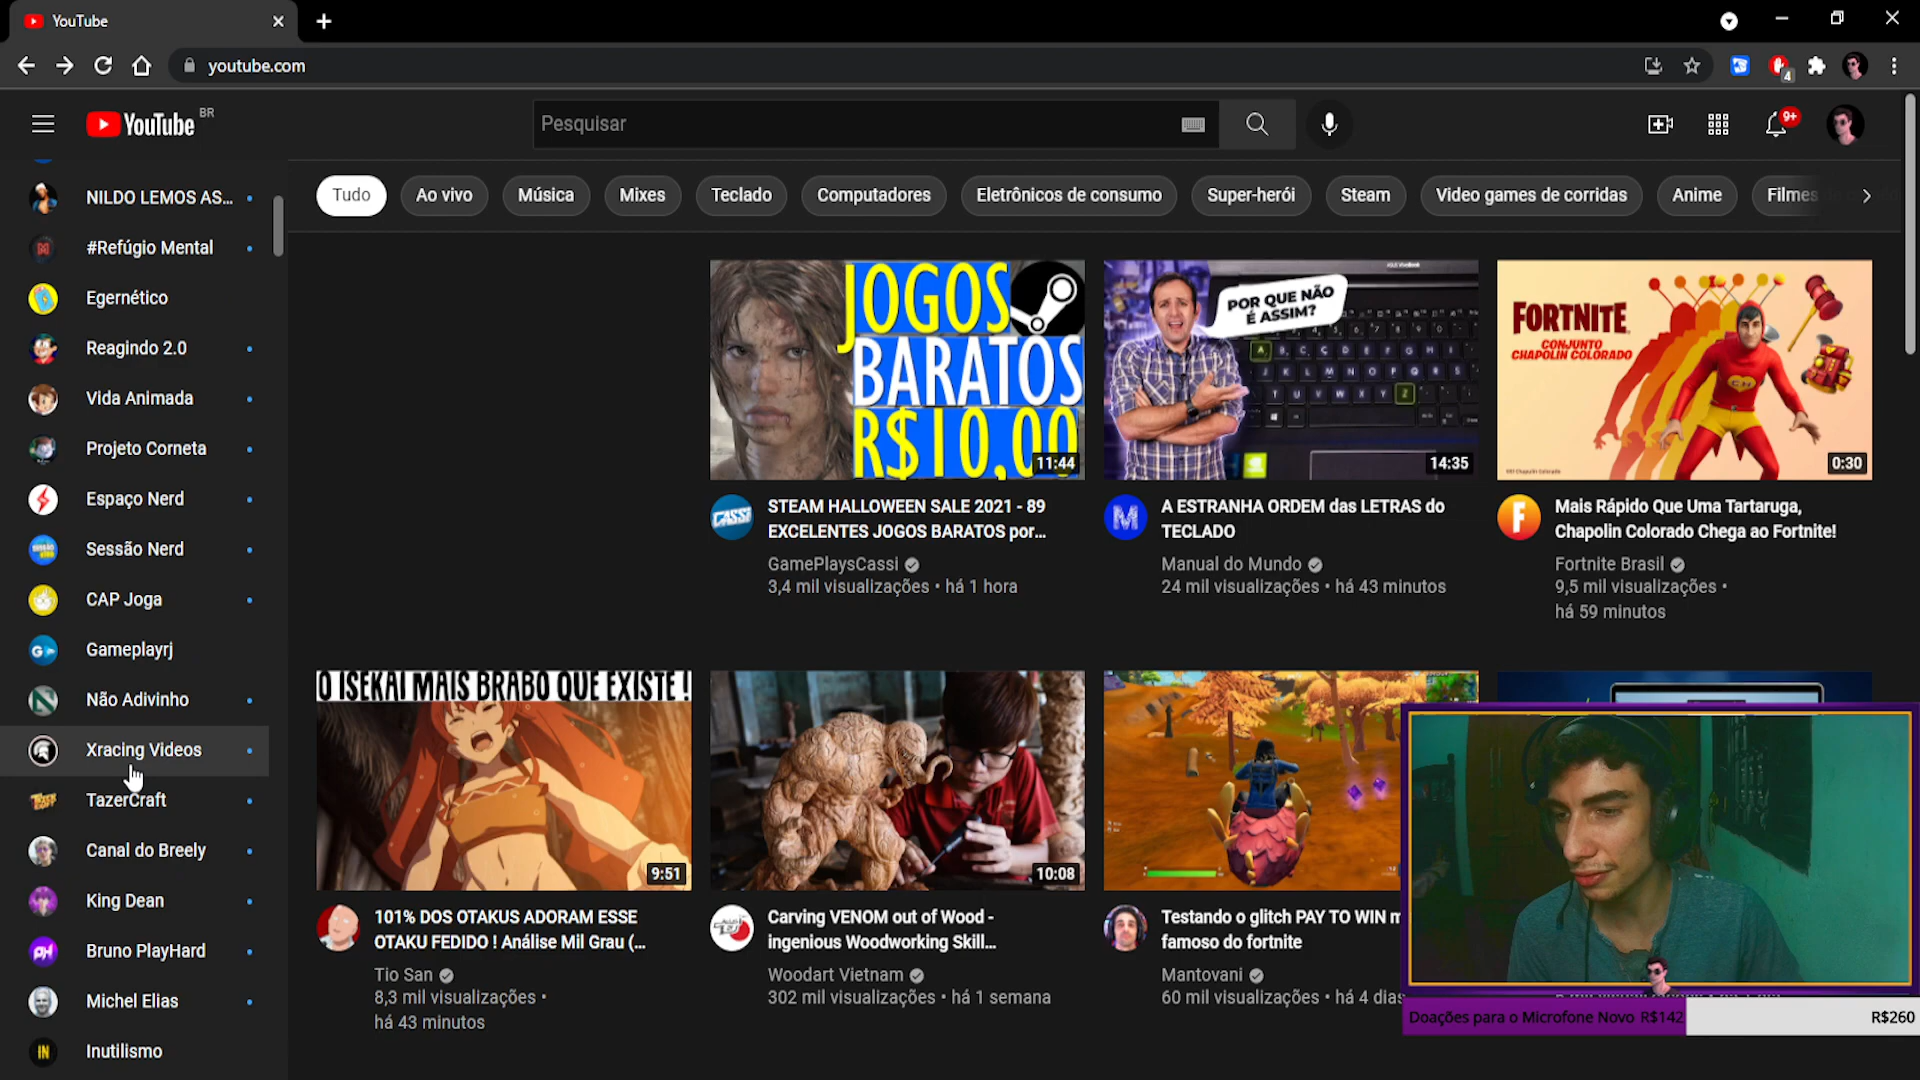 YouTube
youtube.com
4
YouTube BR
Pesquisar
9+
NILDO LEMOS AS...
#Refúgio Mental
Egernético
Reagindo 2.0
Vida Animada
Projeto Corneta
Espaço Nerd
Sessão Nerd
CAP Joga
Gameplayrj
Não Adivinho
Xracing Videos
TazerCraft
Canal do Breely
King Dean
Bruno PlayHard
Michel Elias
Inutilismo
Tudo
Ao vivo
Música
Mixes
Teclado
Computadores
Eletrônicos de consumo
Super-herói
Steam
Video games de corridas
Anime
Filmes
JOGOS
BARATOS
R$10,00
11:44
CASSI
STEAM HALLOWEEN SALE 2021 - 89
EXCELENTES JOGOS BARATOS por...
GamePlaysCassi
3,4 mil visualizações • há 1 hora
POR QUE NÃO
É ASSIM?
14:35
M
A ESTRANHA ORDEM das LETRAS do
TECLADO
Manual do Mundo
24 mil visualizações • há 43 minutos
FORTNITE
CONJUNTO
CHAPOLIN COLORADO
CH
0:30
F
Mais Rápido Que Uma Tartaruga,
Chapolin Colorado Chega ao Fortnite!
Fortnite Brasil
9,5 mil visualizações •
há 59 minutos
O ISEKAI MAIS BRABO QUE EXISTE !
9:51
101% DOS OTAKUS ADORAM ESSE
OTAKU FEDIDO ! Análise Mil Grau (...
Tio San
8,3 mil visualizações •
há 43 minutos
10:08
Carving VENOM out of Wood -
ingenious Woodworking Skill...
Woodart Vietnam
302 mil visualizações • há 1 semana
Testando o glitch PAY TO WIN m
famoso do fortnite
Mantovani
60 mil visualizações • há 4 dias
Doações para o Microfone Novo R$142
R$260